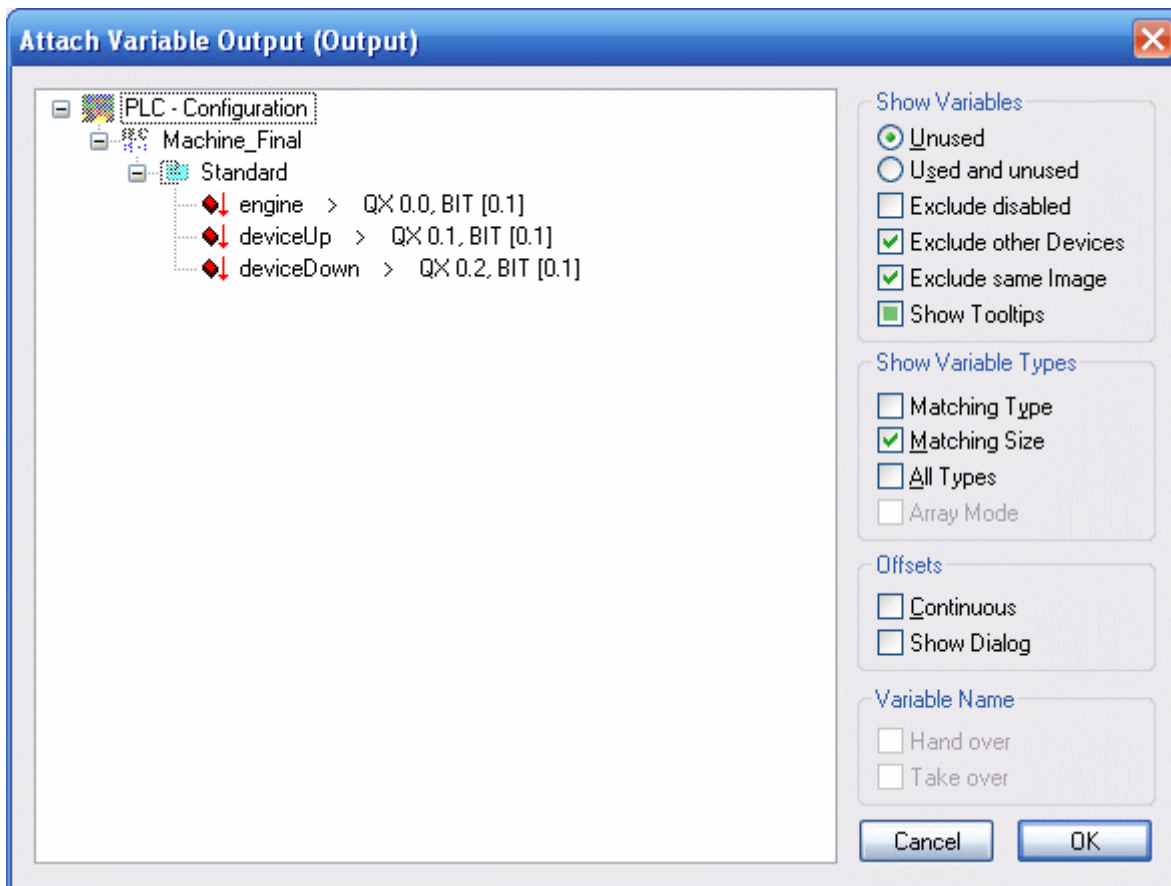 Attach Variable Output (Output)
PLC - Configuration
Machine_Final
Standard
engine > QX 0.0, BIT [0.1]
deviceUp > QX 0.1, BIT [0.1]
deviceDown > QX 0.2, BIT [0.1]
Show Variables
Unused
Used and unused
Exclude disabled
Exclude other Devices
Exclude same Image
Show Tooltips
Show Variable Types
Matching Type
Matching Size
All Types
Array Mode
Offsets
Continuous
Show Dialog
Variable Name
Hand over
Take over
Cancel
OK